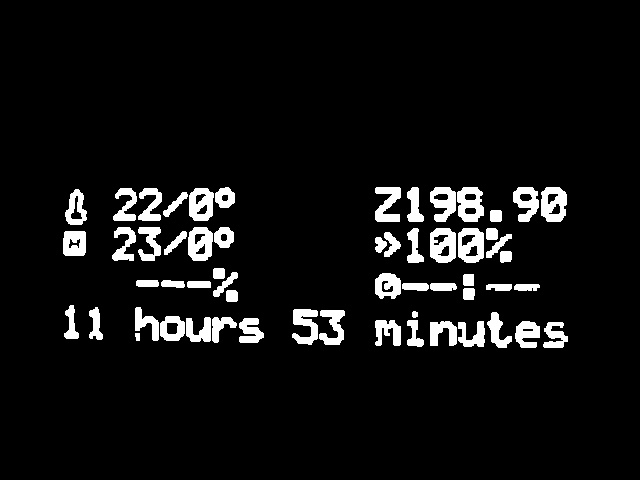 22/0° Z198.90
23/0° »100%
---% --:--
11 hours 53 minutes